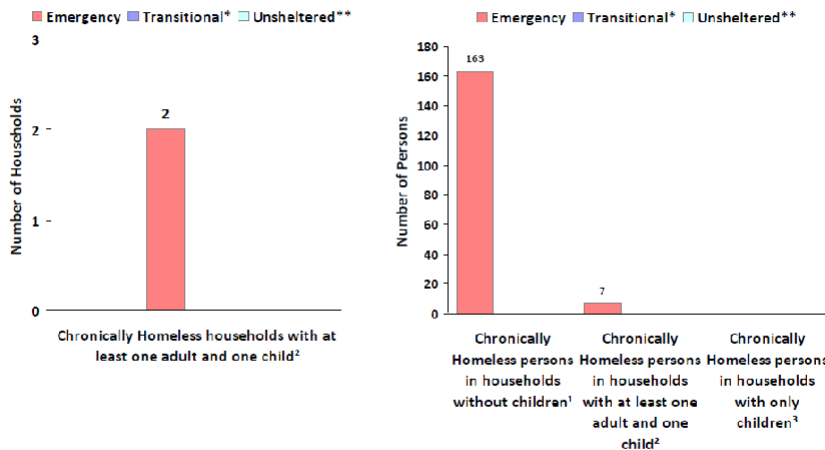 Emergency Transitional* Unsheltered**
3
2
1
0
Number of Households
2
Chronically Homeless households with at
least one adult and one child²
Emergency Transitional* Unsheltered**
180
160
140
120
100
80
60
40
20
0
Number of Persons
163
7
Chronically
Homeless persons
in households
without children¹
Chronically
Homeless persons
in households
with at least one
adult and one
child²
Chronically
Homeless persons
in households
with only
children³